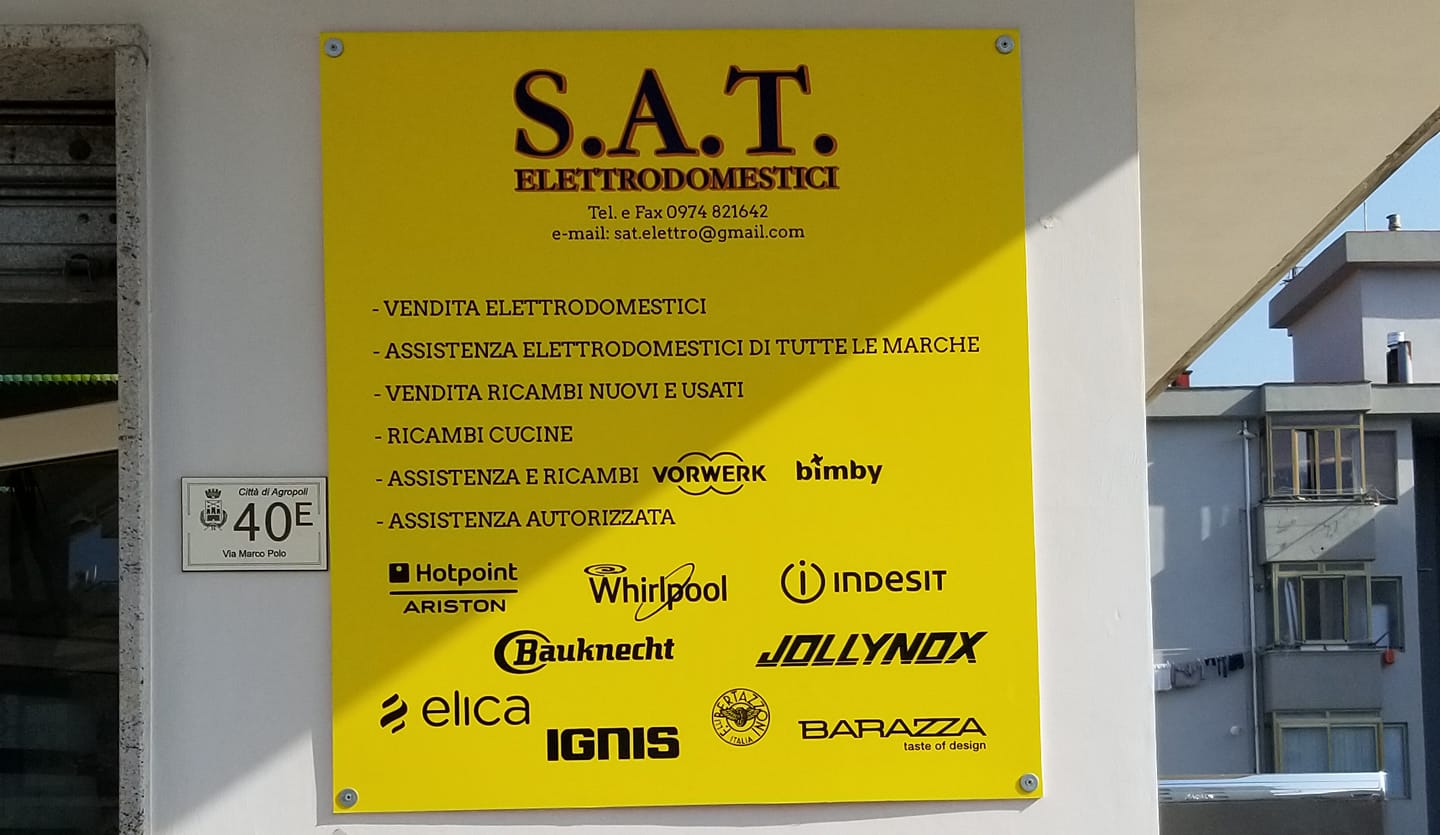 S.A.T.
ELETTRODOMESTICI
Tel. e Fax 0974 821642
e-mail: sat.elettro@gmail.com
- VENDITA ELETTRODOMESTICI
- ASSISTENZA ELETTRODOMESTICI DI TUTTE LE MARCHE
- VENDITA RICAMBI NUOVI E USATI
- RICAMBI CUCINE
- ASSISTENZA E RICAMBI VORWERK bimby
- ASSISTENZA AUTORIZZATA
Hotpoint
ARISTON
Whirlpool
indesit
Bauknecht
JOLLYNOX
elica
IGNIS
F.LLI BERTAZZONI
ITALIA
BARAZZA
taste of design
Città di Agropoli
40E
Via Marco Polo